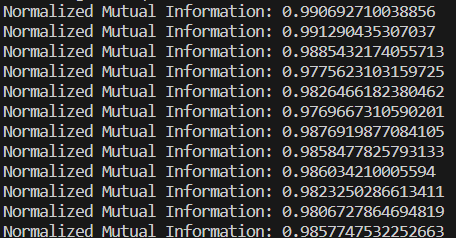 Normalized Mutual Information: 0.990692710038856
Normalized Mutual Information: 0.991290435307037
Normalized Mutual Information: 0.9885432174055713
Normalized Mutual Information: 0.9775623103159725
Normalized Mutual Information: 0.9826466182380462
Normalized Mutual Information: 0.9769667310590201
Normalized Mutual Information: 0.9876919877084105
Normalized Mutual Information: 0.9858477825793133
Normalized Mutual Information: 0.986034210005594
Normalized Mutual Information: 0.9823250286613411
Normalized Mutual Information: 0.9806727864694819
Normalized Mutual Information: 0.9857747532252663